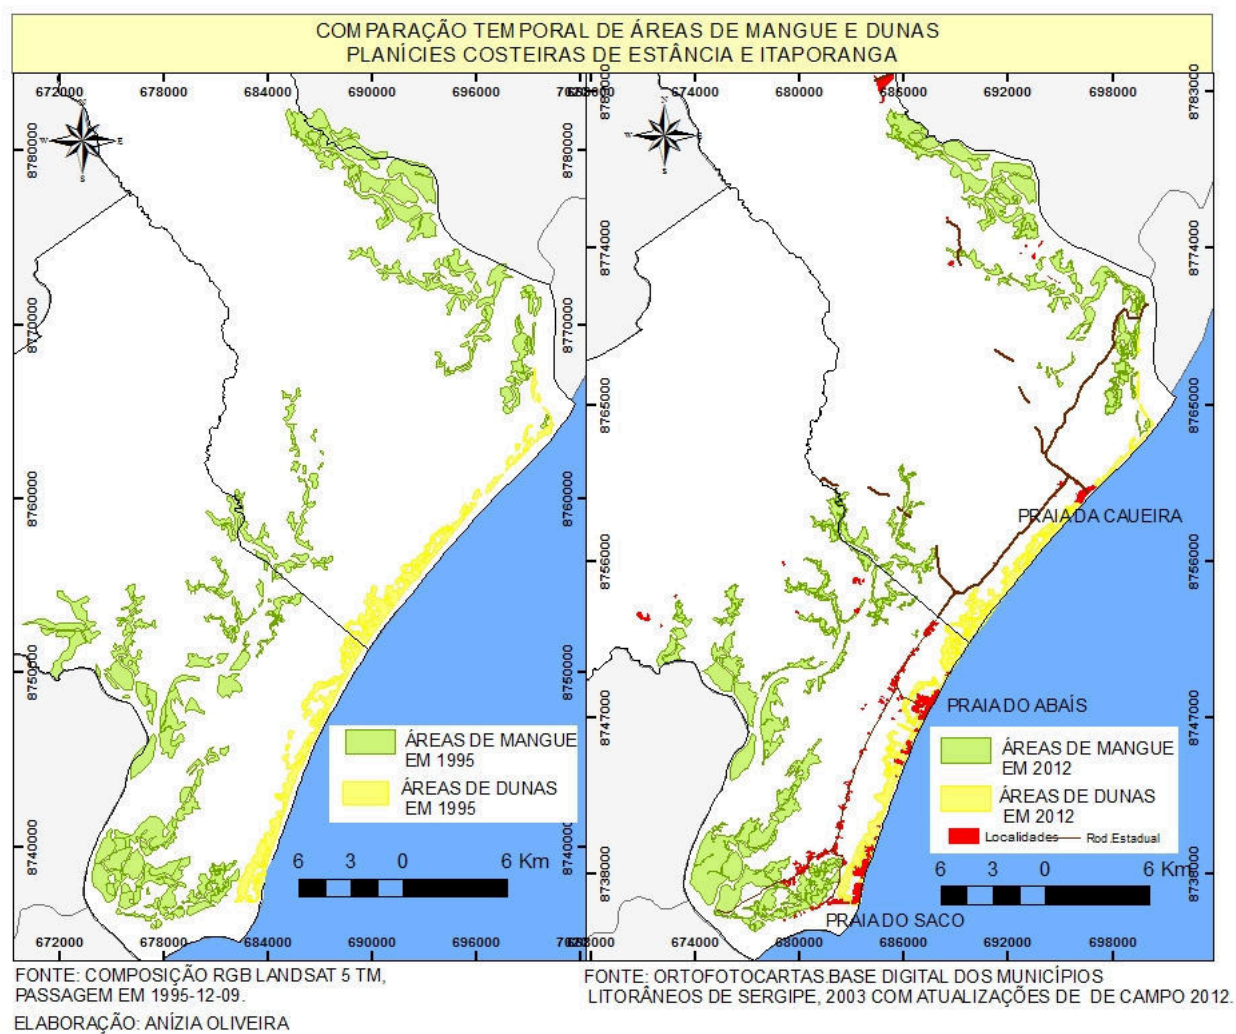 COMPARAÇÃO TEMPORAL DE ÁREAS DE MANGUE E DUNAS
PLANÍCIES COSTEIRAS DE ESTÂNCIA E ITAPORANGA
672000 678000 684000 690000 696000
674000 680000 686000 692000 698000
N
W E
S
N
W E
S
8780000
8770000
8760000
8750000
8740000
8780000
8770000
8760000
8750000
8740000
8783000
8774000
8765000
8756000
8747000
8738000
PRAIA DA CAUEIRA
PRAIA DO ABAÍS
PRAIA DO SACO
ÁREAS DE MANGUE
EM 1995
ÁREAS DE DUNAS
EM 1995
6 3 0 6 Km
ÁREAS DE MANGUE
EM 2012
ÁREAS DE DUNAS
EM 2012
Localidades Rod.Estadual
6 3 0 6 Km
672000 678000 684000 690000 696000
674000 680000 686000 692000 698000
FONTE: COMPOSIÇÃO RGB LANDSAT 5 TM,
PASSAGEM EM 1995-12-09.
ELABORAÇÃO: ANÍZIA OLIVEIRA
FONTE: ORTOFOTOCARTAS.BASE DIGITAL DOS MUNICÍPIOS
LITORÂNEOS DE SERGIPE, 2003 COM ATUALIZAÇÕES DE DE CAMPO 2012.